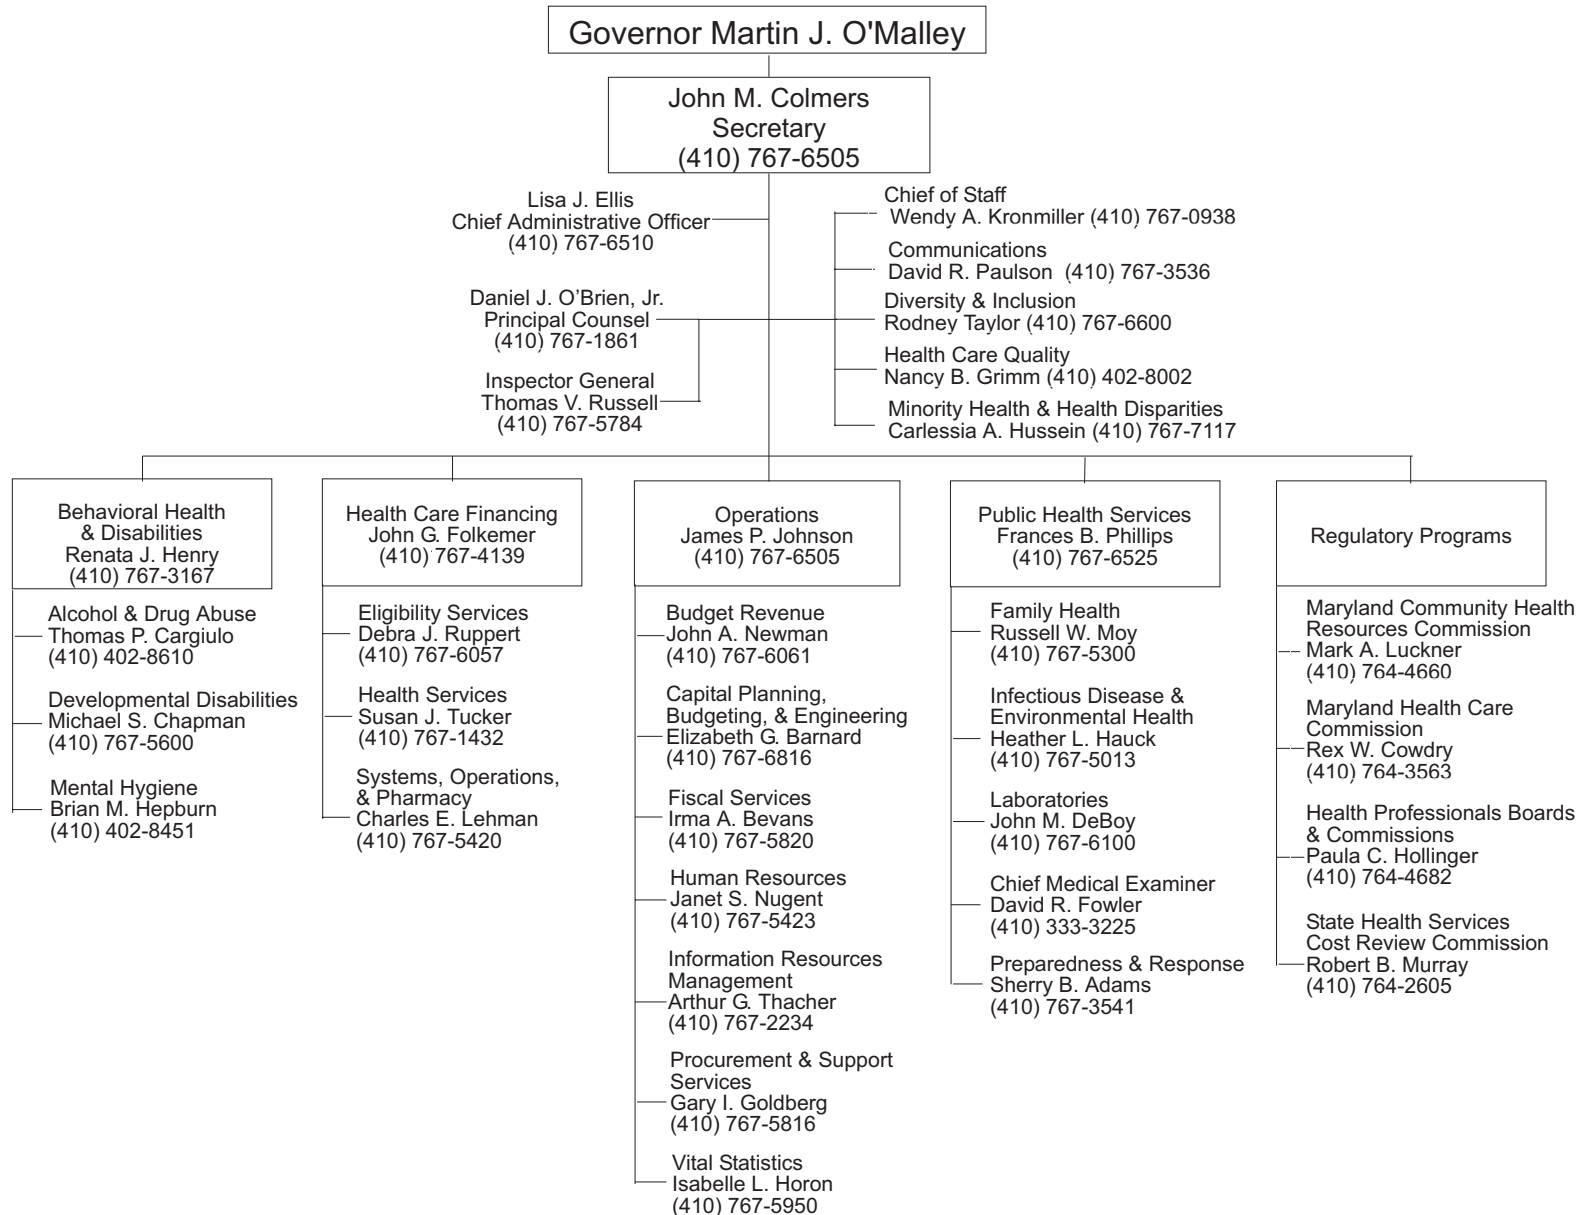 Governor Martin J. O'Malley
John M. Colmers
Secretary
(410) 767-6505
Lisa J. Ellis
Chief Administrative Officer
(410) 767-6510
Daniel J. O’Brien, Jr.
Principal Counsel
(410) 767-1861
Inspector General
Thomas V. Russell
(410) 767-5784
Chief of Staff
Wendy A. Kronmiller (410) 767-0938
Communications
David R. Paulson (410) 767-3536
Diversity & Inclusion
Rodney Taylor (410) 767-6600
Health Care Quality
Nancy B. Grimm (410) 402-8002
Minority Health & Health Disparities
Carlessia A. Hussein (410) 767-7117
Behavioral Health
& Disabilities
Renata J. Henry
(410) 767-3167
Alcohol & Drug Abuse
Thomas P. Cargiulo
(410) 402-8610
Developmental Disabilities
Michael S. Chapman
(410) 767-5600
Mental Hygiene
Brian M. Hepburn
(410) 402-8451
Health Care Financing
John G. Folkemer
(410) 767-4139
Eligibility Services
Debra J. Ruppert
(410) 767-6057
Health Services
Susan J. Tucker
(410) 767-1432
Systems, Operations,
& Pharmacy
Charles E. Lehman
(410) 767-5420
Operations
James P. Johnson
(410) 767-6505
Budget Revenue
John A. Newman
(410) 767-6061
Capital Planning,
Budgeting, & Engineering
Elizabeth G. Barnard
(410) 767-6816
Fiscal Services
Irma A. Bevans
(410) 767-5820
Human Resources
Janet S. Nugent
(410) 767-5423
Information Resources
Management
Arthur G. Thacher
(410) 767-2234
Procurement & Support
Services
Gary I. Goldberg
(410) 767-5816
Vital Statistics
Isabelle L. Horon
(410) 767-5950
Public Health Services
Frances B. Phillips
(410) 767-6525
Family Health
Russell W. Moy
(410) 767-5300
Infectious Disease &
Environmental Health
Heather L. Hauck
(410) 767-5013
Laboratories
John M. DeBoy
(410) 767-6100
Chief Medical Examiner
David R. Fowler
(410) 333-3225
Preparedness & Response
Sherry B. Adams
(410) 767-3541
Regulatory Programs
Maryland Community Health
Resources Commission
Mark A. Luckner
(410) 764-4660
Maryland Health Care
Commission
Rex W. Cowdry
(410) 764-3563
Health Professionals Boards
& Commissions
Paula C. Hollinger
(410) 764-4682
State Health Services
Cost Review Commission
Robert B. Murray
(410) 764-2605